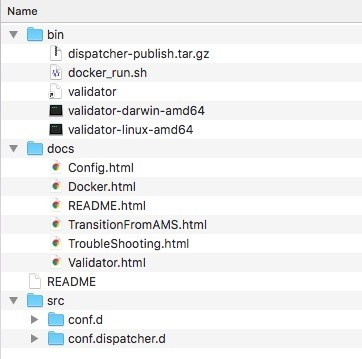 Name
bin
dispatcher-publish.tar.gz
docker_run.sh
validator
validator-darwin-amd64
validator-linux-amd64
docs
Config.html
Docker.html
README.html
TransitionFromAMS.html
TroubleShooting.html
Validator.html
README
src
conf.d
conf.dispatcher.d